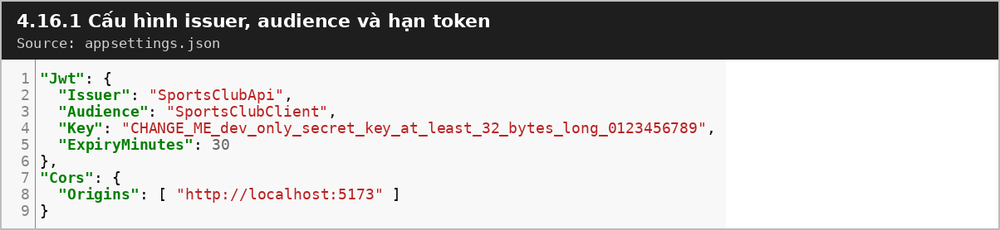 4.16.1 Cấu hình issuer, audience và hạn token
Source: appsettings.json
1 "Jwt": {
2   "Issuer": "SportsClubApi",
3   "Audience": "SportsClubClient",
4   "Key": "CHANGE_ME_dev_only_secret_key_at_least_32_bytes_long_0123456789",
5   "ExpiryMinutes": 30
6 },
7 "Cors": {
8   "Origins": [ "http://localhost:5173" ]
9 }